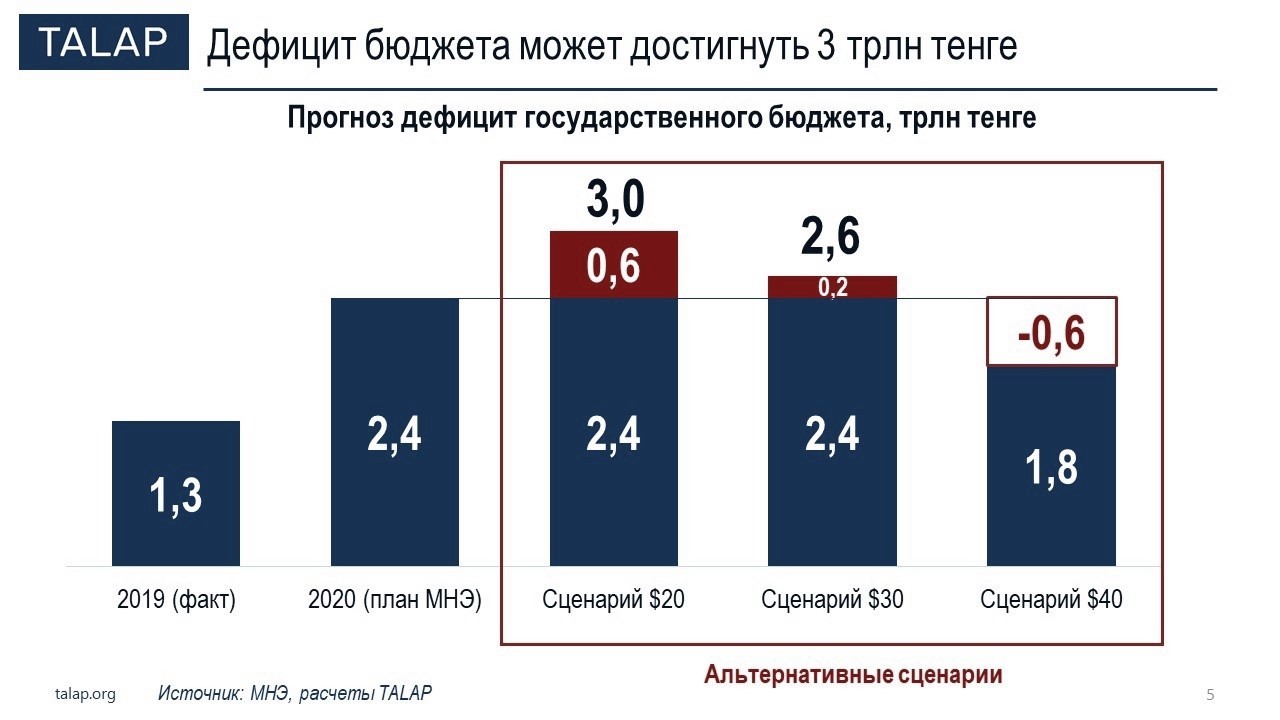 TALAP
Дефицит бюджета может достигнуть 3 трлн тенге
Прогноз дефицит государственного бюджета, трлн тенге
3,0
2,6
0,6
0,2
-0,6
1,3
2,4
2,4
2,4
1,8
2019 (факт)
2020 (план МНЭ)
Сценарий $20
Сценарий $30
Сценарий $40
Альтернативные сценарии
talap.org
Источник: МНЭ, расчеты TALAP
5